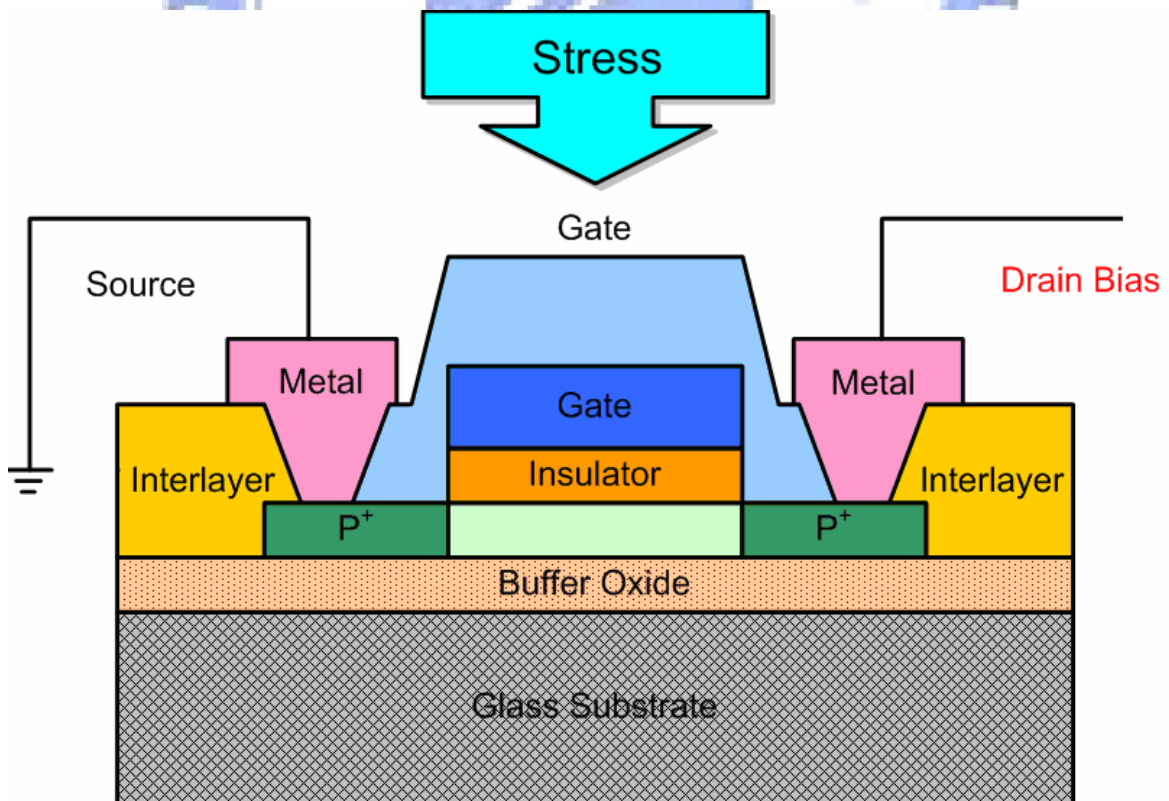 Stress
Gate
Source
Drain Bias
Metal
Metal
Gate
Insulator
Interlayer
Interlayer
P+
P+
Buffer Oxide
Glass Substrate